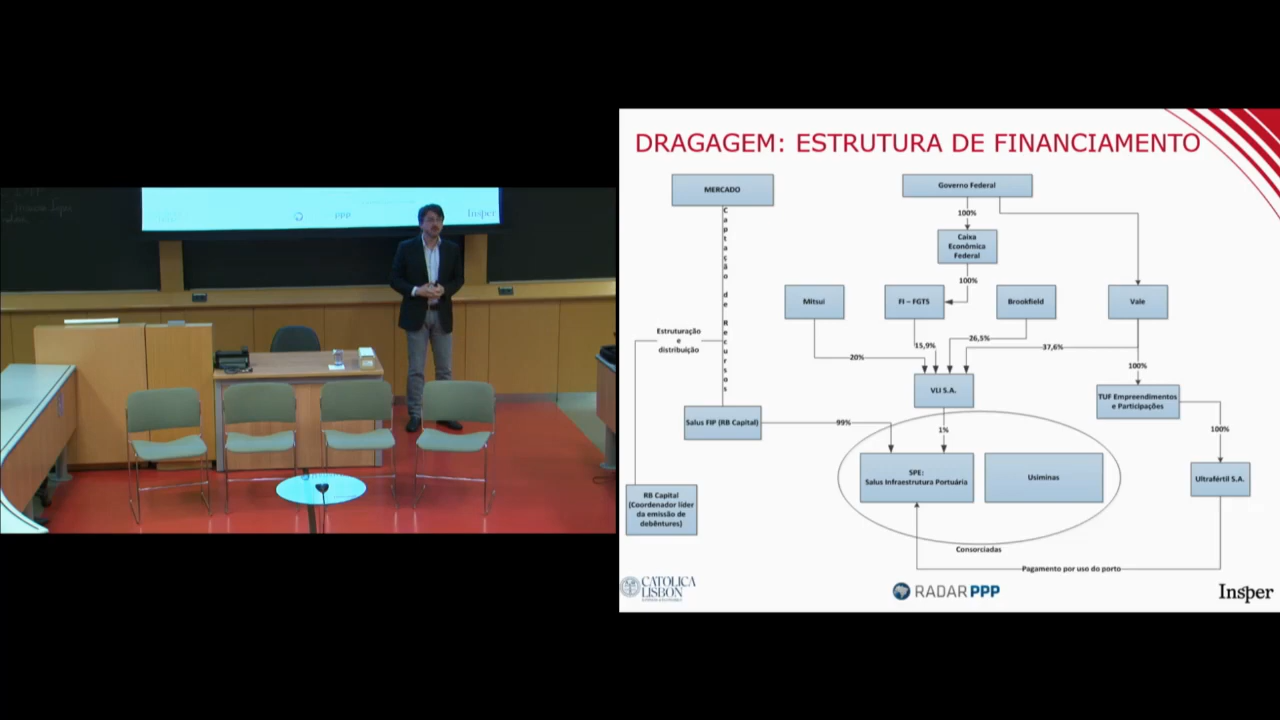 DRAGAGEM: ESTRUTURA DE FINANCIAMENTO
MERCADO
Governo Federal
Captação de Recursos
100%
Caixa
Econômica
Federal
100%
Mitsui
FI – FGTS
Brookfield
Vale
Estruturação
e
distribuição
20%
15,9%
26,5%
37,6%
100%
VLI S.A.
TUF Empreendimentos
e Participações
Salus FIP (RB Capital)
99%
1%
100%
SPE:
Salus Infraestrutura Portuária
Usiminas
Ultrafértil S.A.
RB Capital
(Coordenador líder
da emissão de
debêntures)
Consorciadas
Pagamento por uso do porto
CATOLICA
LISBON
RADAR PPP
Insper
Insper
PPP